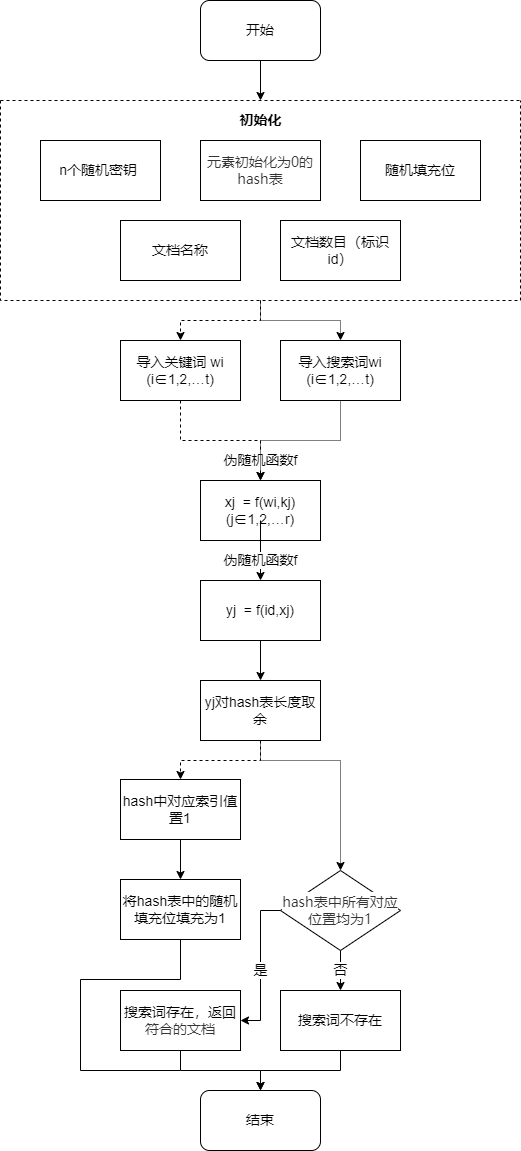 开始
初始化
n个随机密钥
元素初始化为0的
hash表
随机填充位
文档名称
文档数目（标识
id）
导入关键词 wi
(i∈1,2,…t)
导入搜索词wi
(i∈1,2,…t)
伪随机函数f
xj = f(wi,kj)
(j∈1,2,…r)
伪随机函数f
yj = f(id,xj)
yj对hash表长度取
余
hash中对应索引值
置1
将hash表中的随机
填充位填充为1
hash表中所有对应
位置均为1
是
否
搜索词存在，返回
符合的文档
搜索词不存在
结束